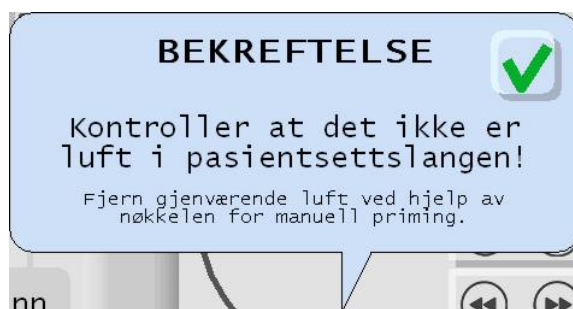 BEKREFTELSE
Kontroller at det ikke er
luft i pasientsettslangen!
Fjern gjenværende luft ved hjelp av
nøkkelen for manuell priming.
nn